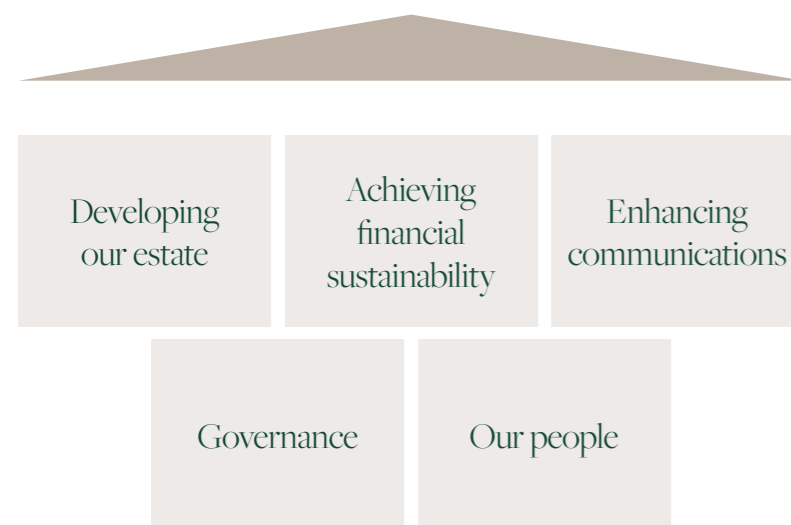 Developing
our estate
Achieving
financial
sustainability
Enhancing
communications
Governance
Our people